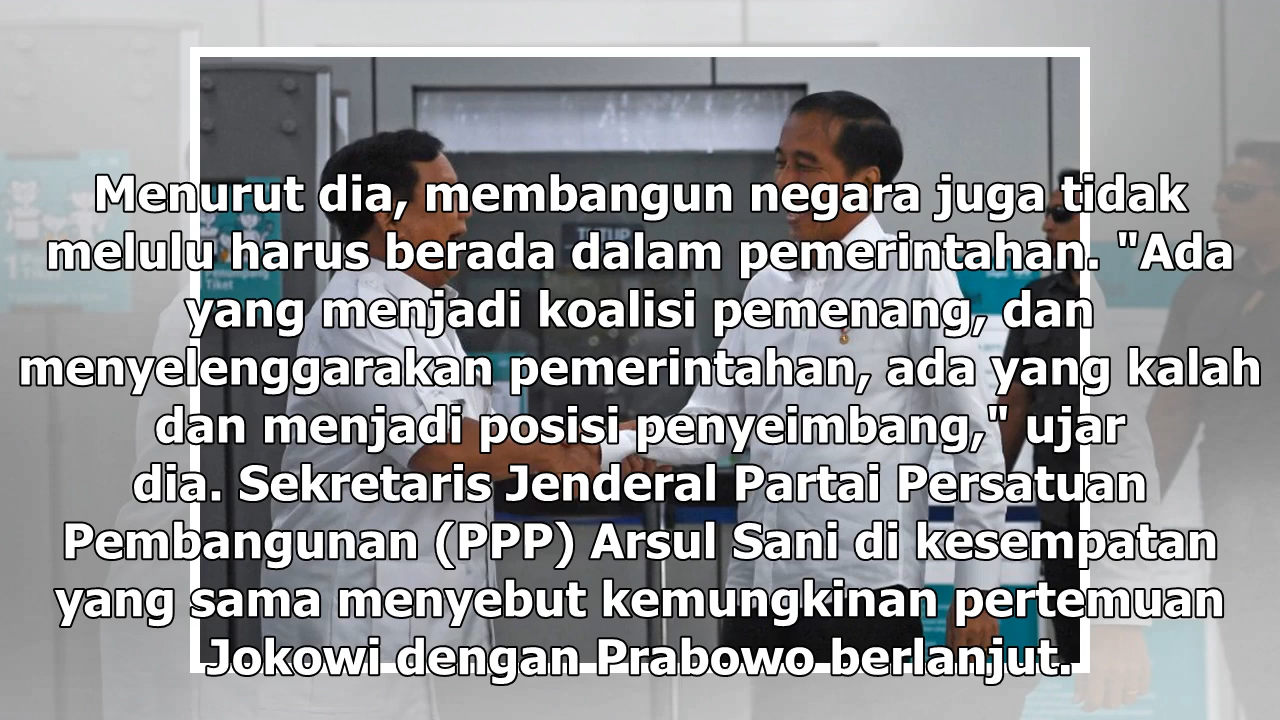 Menurut dia, membangun negara juga tidak
melulu harus berada dalam pemerintahan. "Ada
yang menjadi koalisi pemenang, dan
menyelenggarakan pemerintahan, ada yang kalah
dan menjadi posisi penyeimbang," ujar
dia. Sekretaris Jenderal Partai Persatuan
Pembangunan (PPP) Arsul Sani di kesempatan
yang sama menyebut kemungkinan pertemuan
Jokowi dengan Prabowo berlanjut.
TUTUP
Tiket